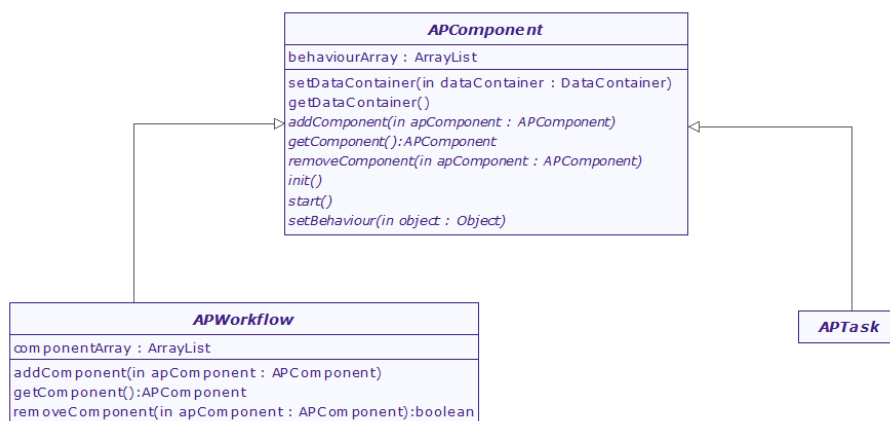 APComponent
behaviourArray : ArrayList
setDataContainer(in dataContainer : DataContainer)
getDataContainer()
addComponent(in apComponent : APComponent)
getComponent():APComponent
removeComponent(in apComponent : APComponent)
init()
start()
setBehaviour(in object : Object)
APWorkflow
componentArray : ArrayList
addComponent(in apComponent : APComponent)
getComponent():APComponent
removeComponent(in apComponent : APComponent):boolean
APTask